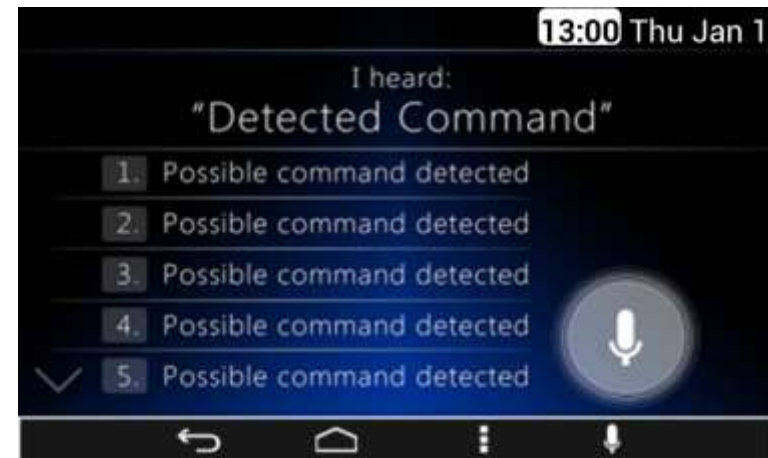 13:00 Thu Jan 1
I heard:
"Detected Command"
1. Possible command detected
2. Possible command detected
3. Possible command detected
4. Possible command detected
5. Possible command detected